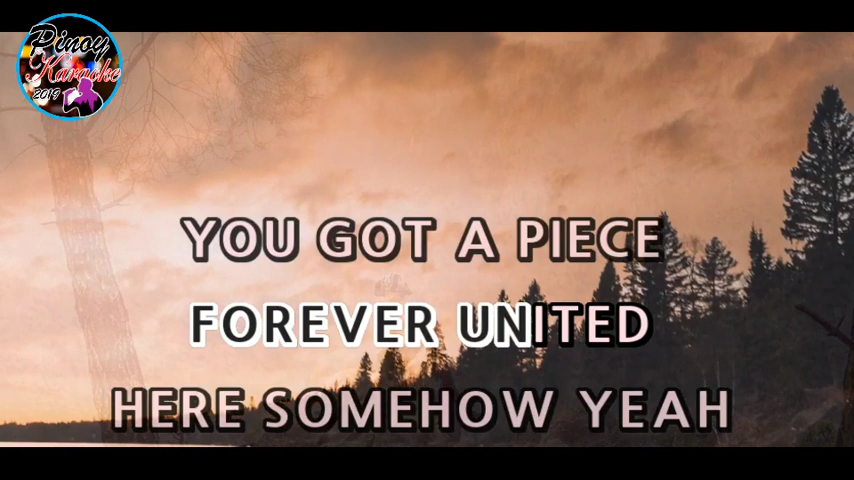 Pinoy
Karaoke
2019
YOU GOT A PIECE
FOREVER UNITED
HERE SOMEHOW YEAH